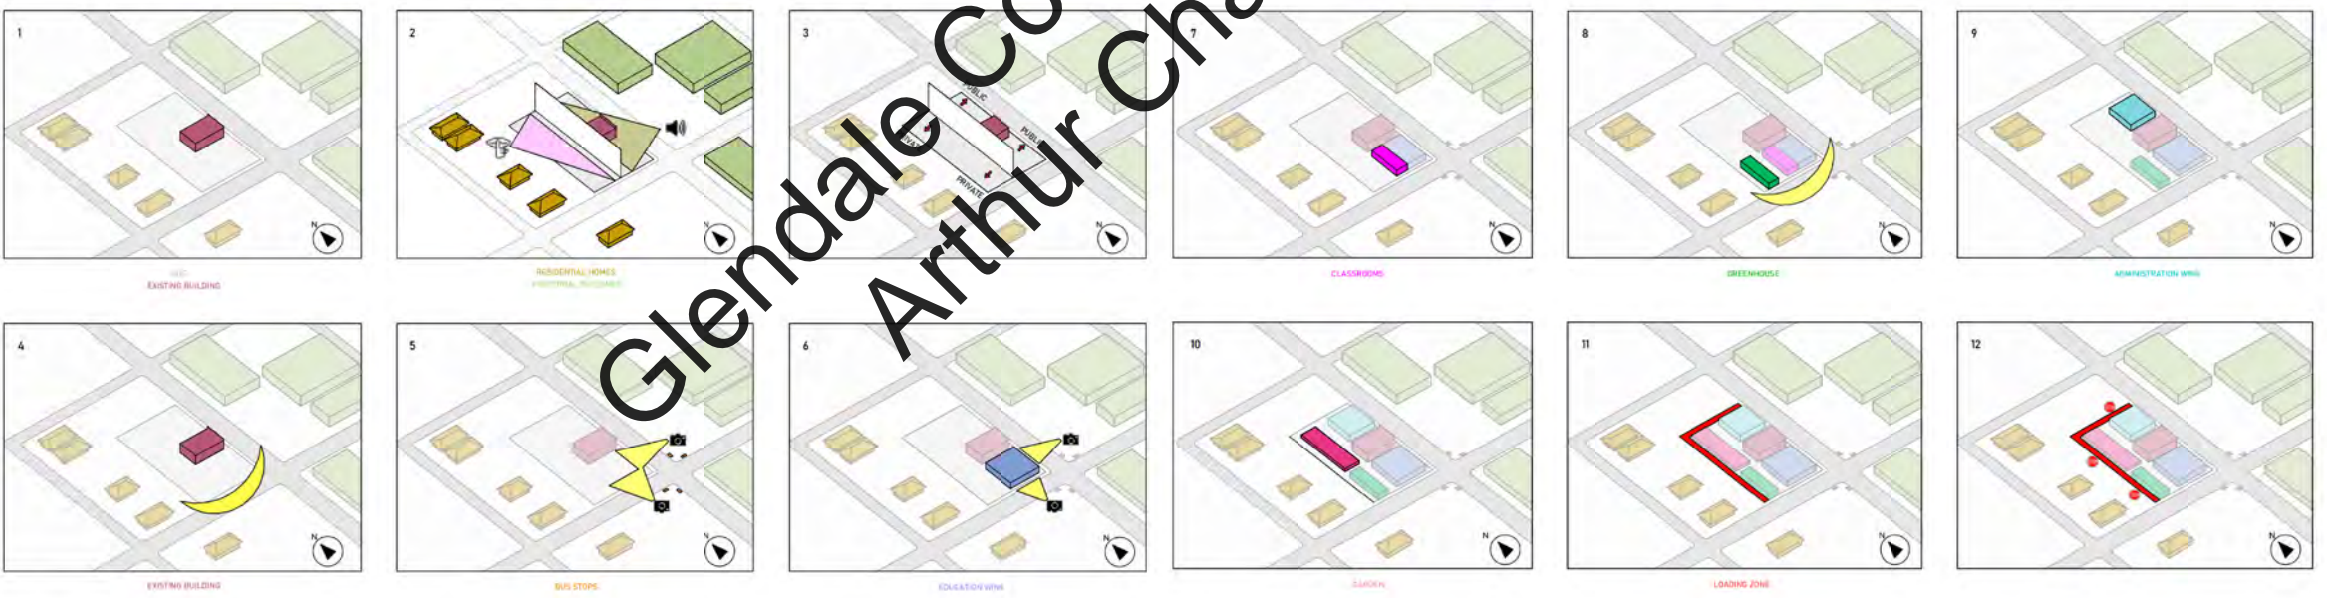 1
2
3
PUBLIC
PRIVATE
7
8
9
N
N
N
N
N
N
EXISTING BUILDING
RESIDENTIAL HOMES
CLASSROOMS
GREENHOUSE
ADMINISTRATION WING
4
5
6
10
11
12
N
N
N
N
N
N
EXISTING BUILDING
BUS STOPS
EDUCATION WING
GARDEN
LOADING ZONE
Glendale Co
Arthur Cha